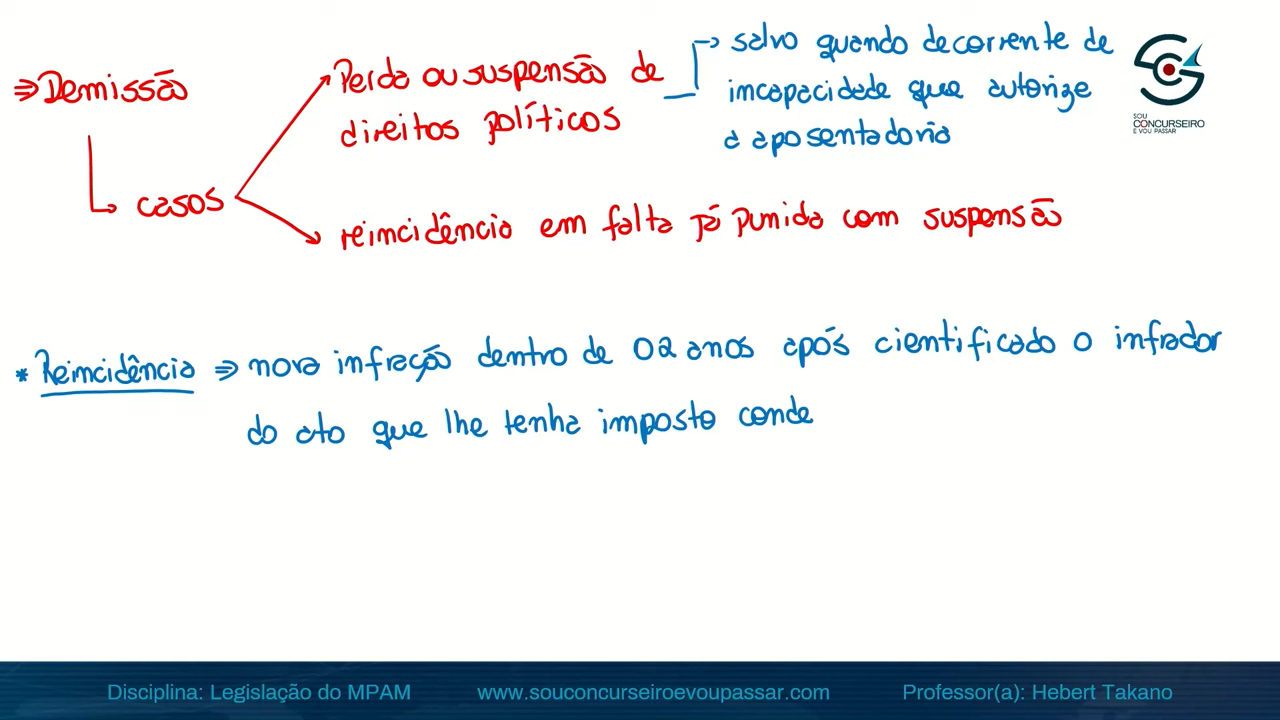 ⇒ Demissão
↳ casos
Perda ou suspensão de
direitos políticos
→ salvo quando decorrente de
incapacidade que autorize
a aposentadoria
reincidência em falta já punida com suspensão
* Reincidência ⇒ nova infração dentro de 02 anos após cientificado o infrador
do ato que lhe tenha imposto conde
SOU
CONCURSEIRO
E VOU PASSAR
Disciplina: Legislação do MPAM www.souconcurseiroevoupassar.com Professor(a): Hebert Takano